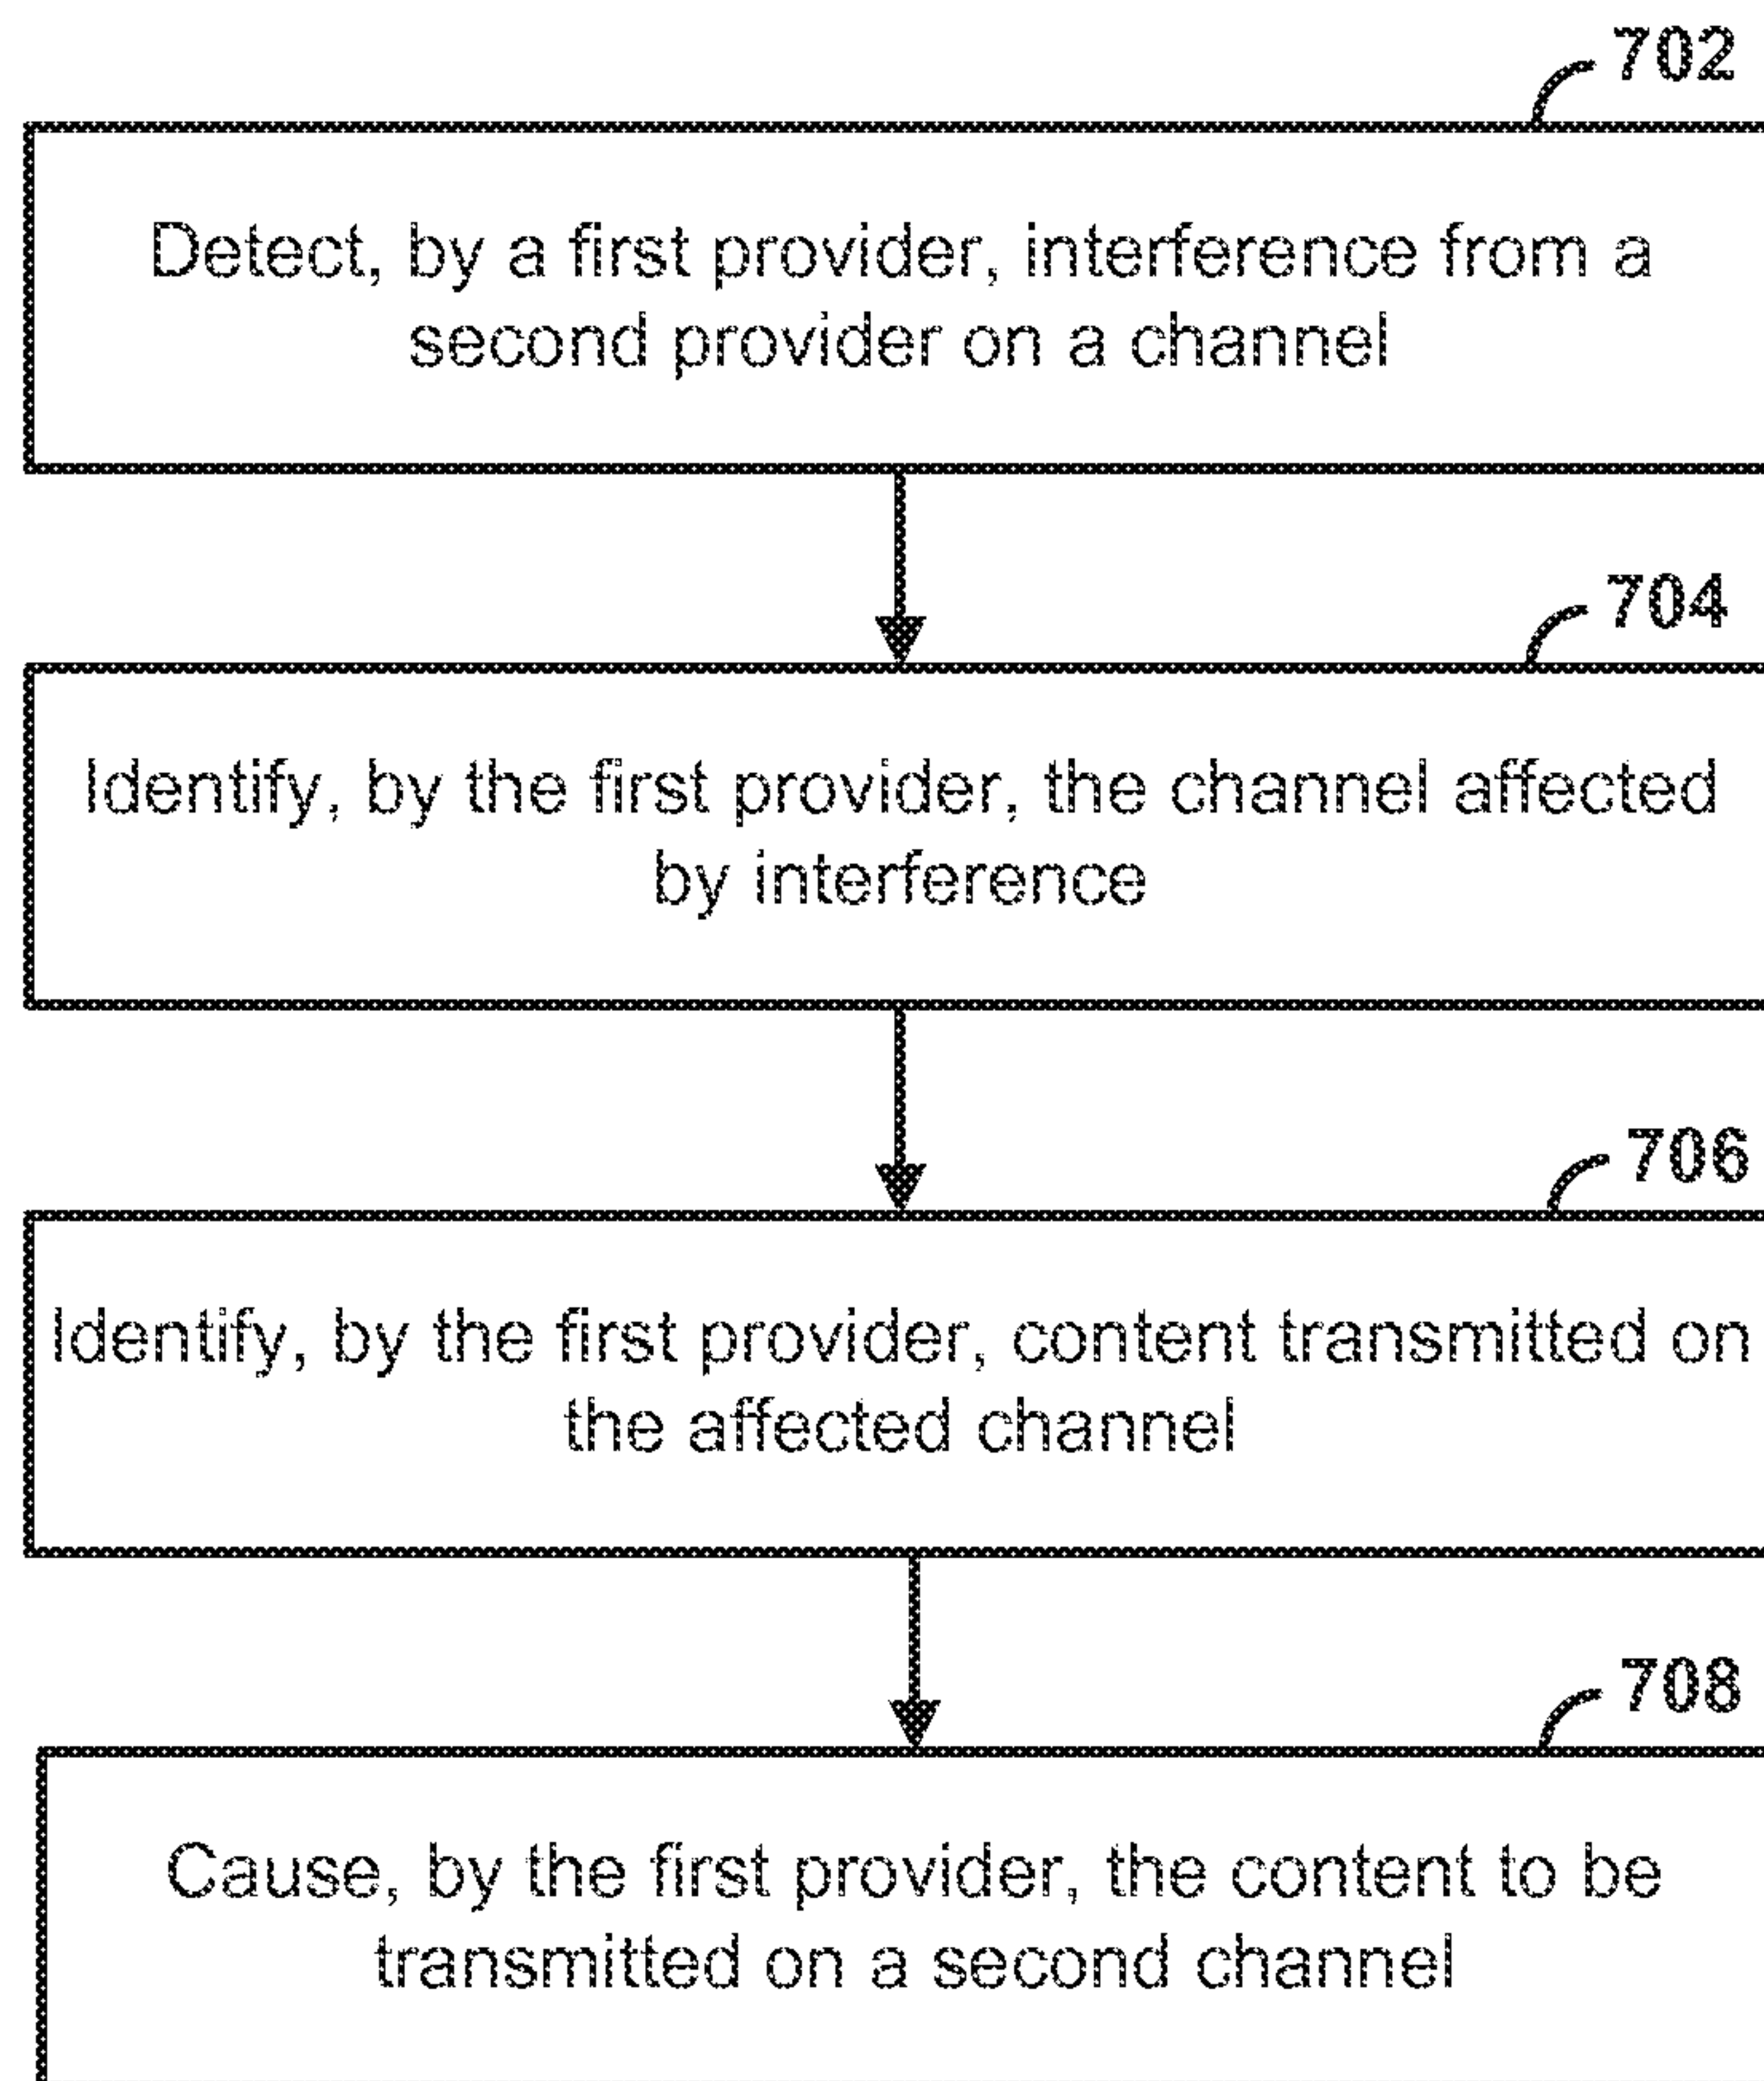 702
Detect, by a first provider, interference from a
second provider on a channel
704
Identify, by the first provider, the channel affected
by interference
706
Identify, by the first provider, content transmitted on
the affected channel
708
Cause, by the first provider, the content to be
transmitted on a second channel